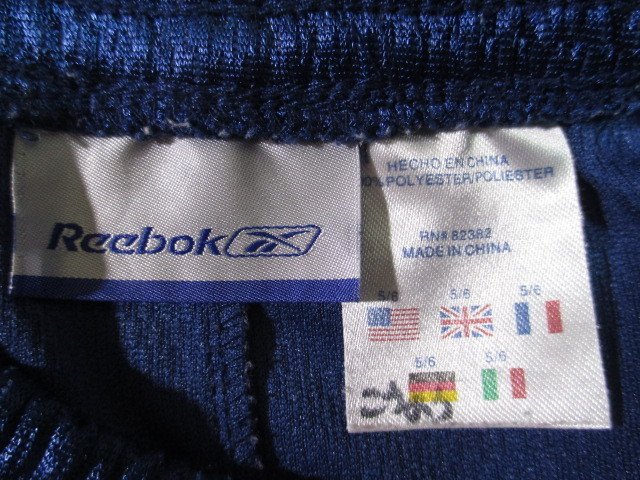 Reebok
HECHO EN CHINA
0% POLYESTER/POLIESTER
RN# 82382
MADE IN CHINA
5/6 5/6 5/6
5/6 5/6